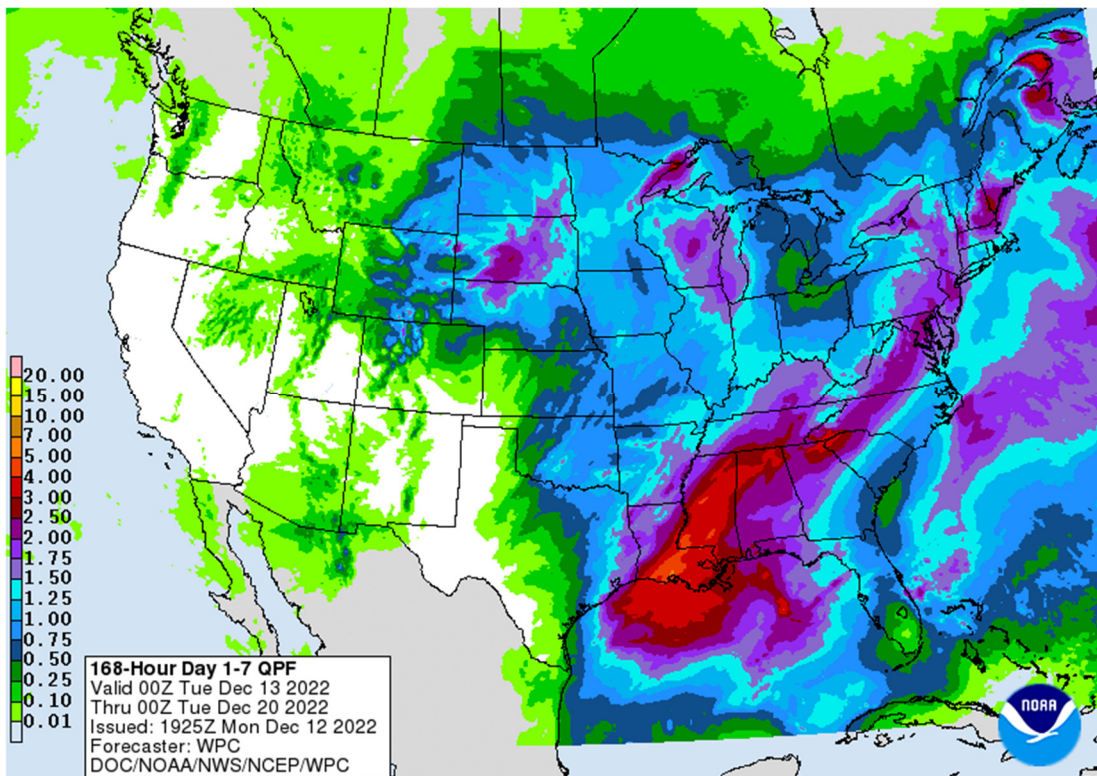 20.00
15.00
10.00
7.00
5.00
4.00
3.00
2.50
2.00
1.75
1.50
1.25
1.00
0.75
0.50
0.25
0.10
0.01
168-Hour Day 1-7 QPF
Valid 00Z Tue Dec 13 2022
Thru 00Z Tue Dec 20 2022
Issued: 1925Z Mon Dec 12 2022
Forecaster: WPC
DOC/NOAA/NWS/NCEP/WPC
NOAA